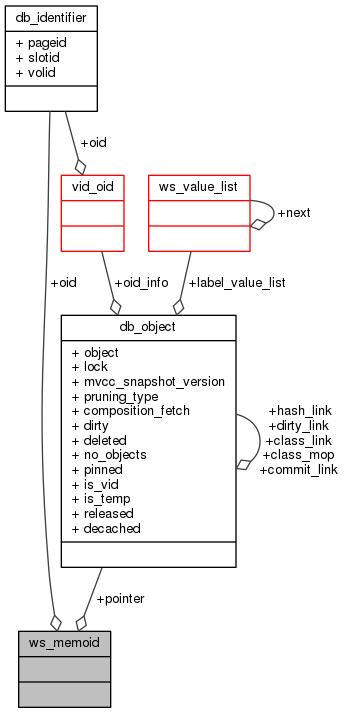 db_identifier
+ pageid
+ slotid
+ volid
+oid
vid_oid
ws_value_list
+next
+oid
+oid_info
+label_value_list
db_object
+ object
+ lock
+ mvcc_snapshot_version
+ pruning_type
+ composition_fetch
+ dirty
+ deleted
+ no_objects
+ pinned
+ is_vid
+ is_temp
+ released
+ decached
+hash_link
+dirty_link
+class_link
+class_mop
+commit_link
+pointer
ws_memoid